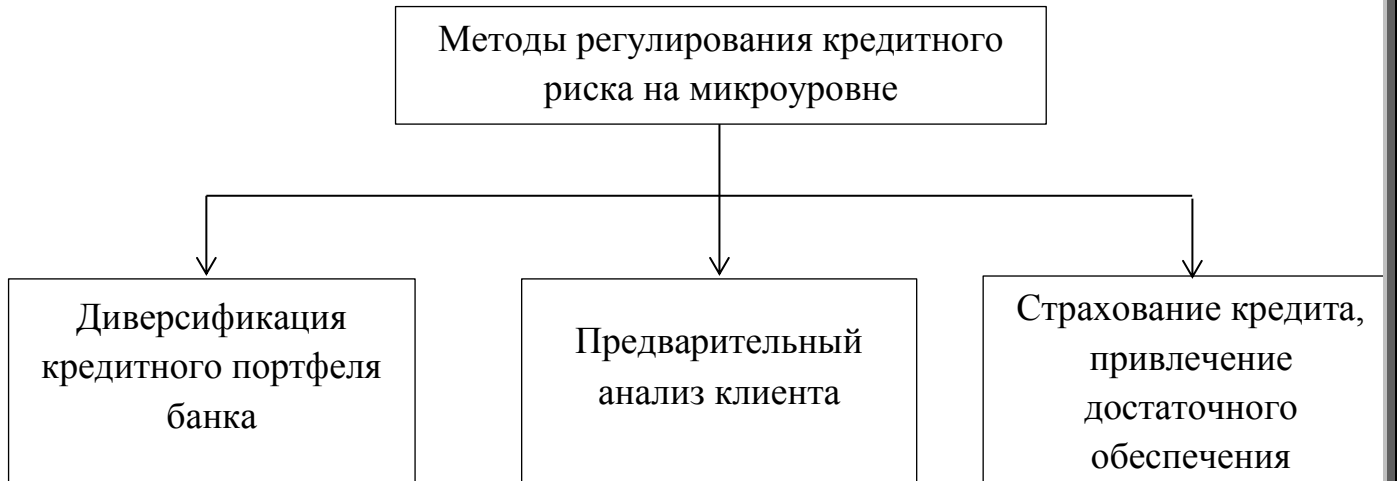 Методы регулирования кредитного
риска на микроуровне
Диверсификация
кредитного портфеля
банка
Предварительный
анализ клиента
Страхование кредита,
привлечение
достаточного
обеспечения